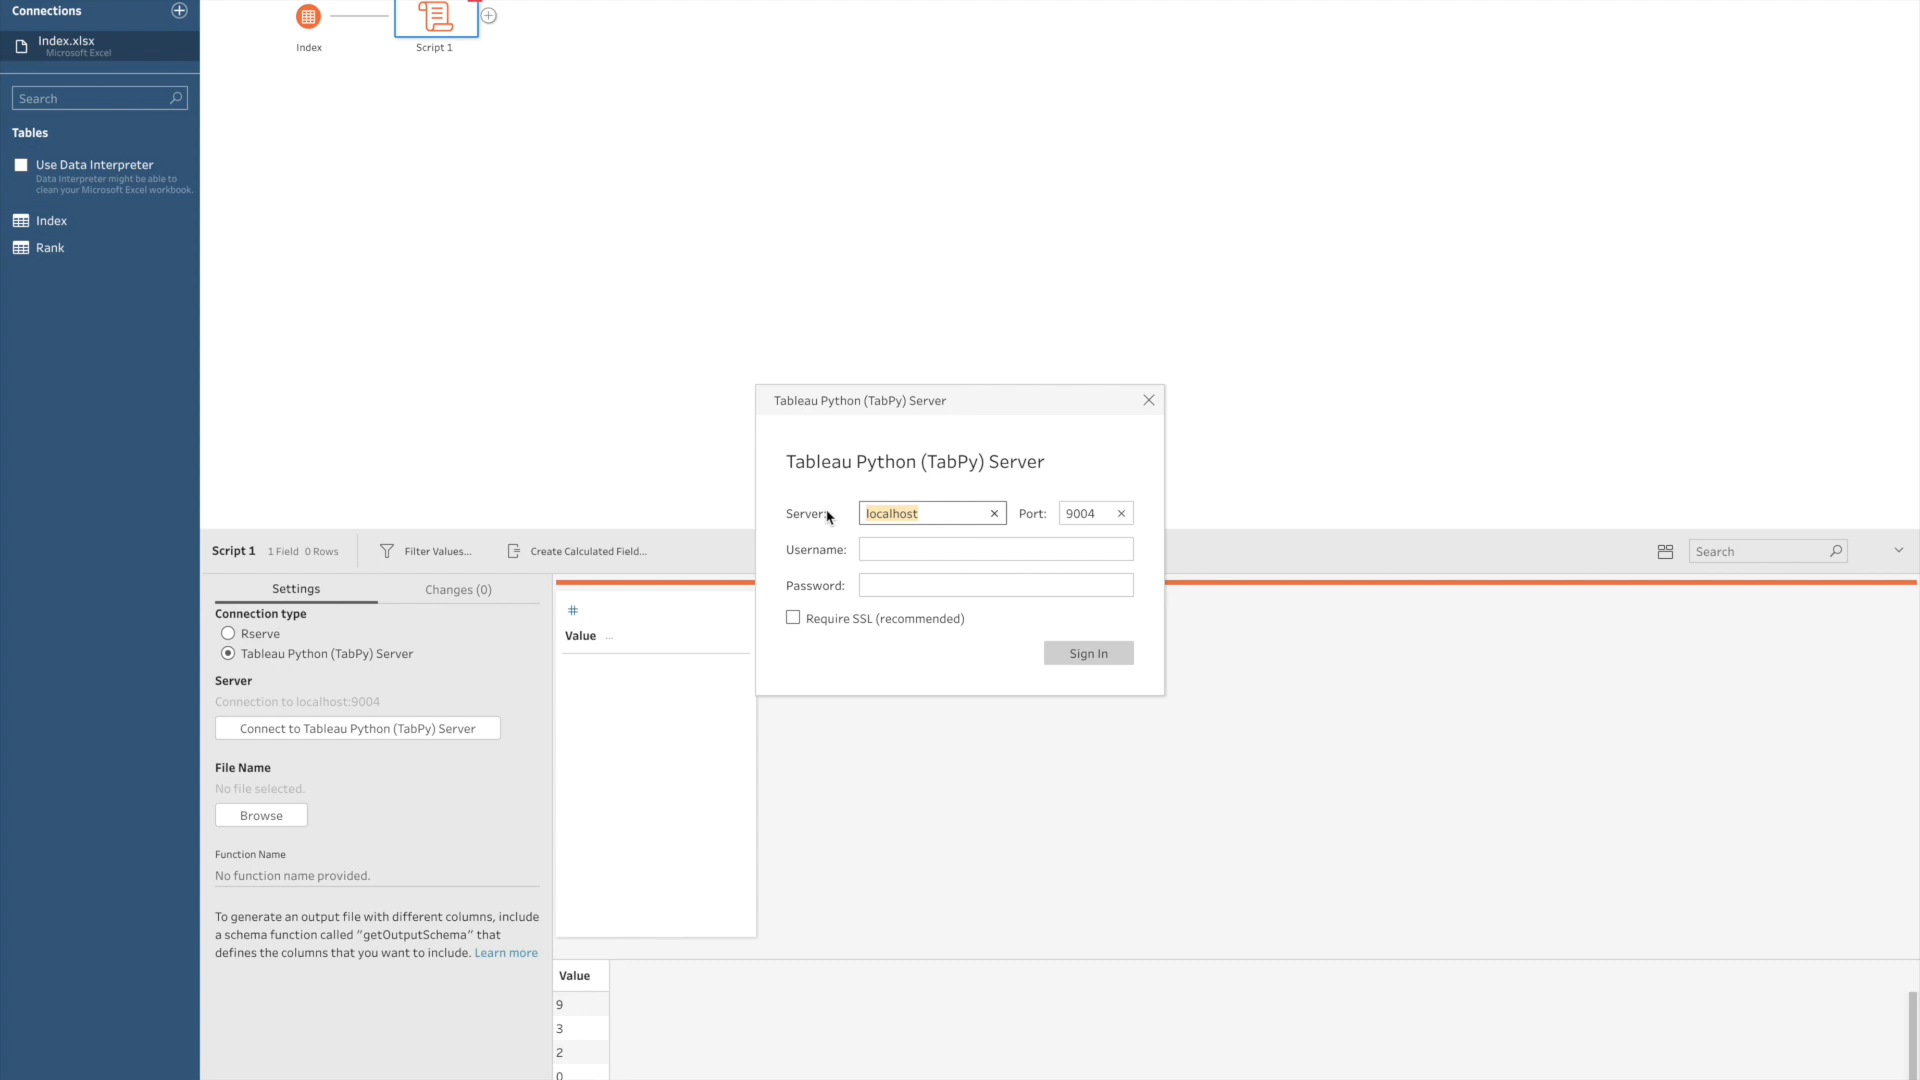 Connections
Index.xlsx
Microsoft Excel
Search
Tables
Use Data Interpreter
Data Interpreter might be able to
clean your Microsoft Excel workbook.
Index
Rank
Index
Script 1
Tableau Python (TabPy) Server
Tableau Python (TabPy) Server
Server: localhost Port: 9004
Username:
Password:
Require SSL (recommended)
Sign In
Script 1 1 Field 0 Rows Filter Values... Create Calculated Field... Search
Settings Changes (0)
Connection type
Rserve
Tableau Python (TabPy) Server
Server
Connection to localhost:9004
Connect to Tableau Python (TabPy) Server
File Name
No file selected.
Browse
Function Name
No function name provided.
To generate an output file with different columns, include
a schema function called "getOutputSchema" that
defines the columns that you want to include. Learn more
#
Value ...
Value
9
3
2
0